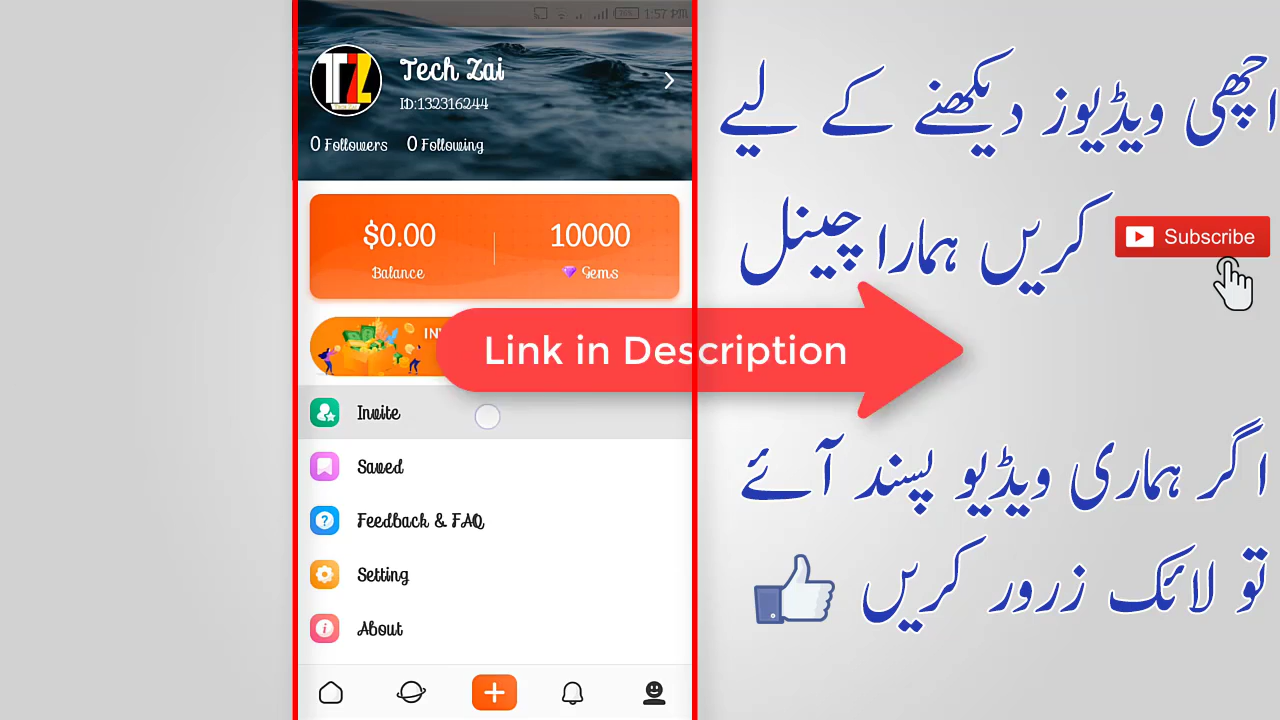 1:57 PM
TZ
TECH ZAI
Tech Zai
ID:132316244
0 Followers 0 Following
$0.00
Balance
10000
Gems
Link in Description
Invite
Saved
Feedback & FAQ
Setting
About
اچھی ویڈیوز دیکھنے کے لیے
Subscribe کریں ہمارا چینل
اگر ہماری ویڈیو پسند آئے
تو لائک زرور کریں